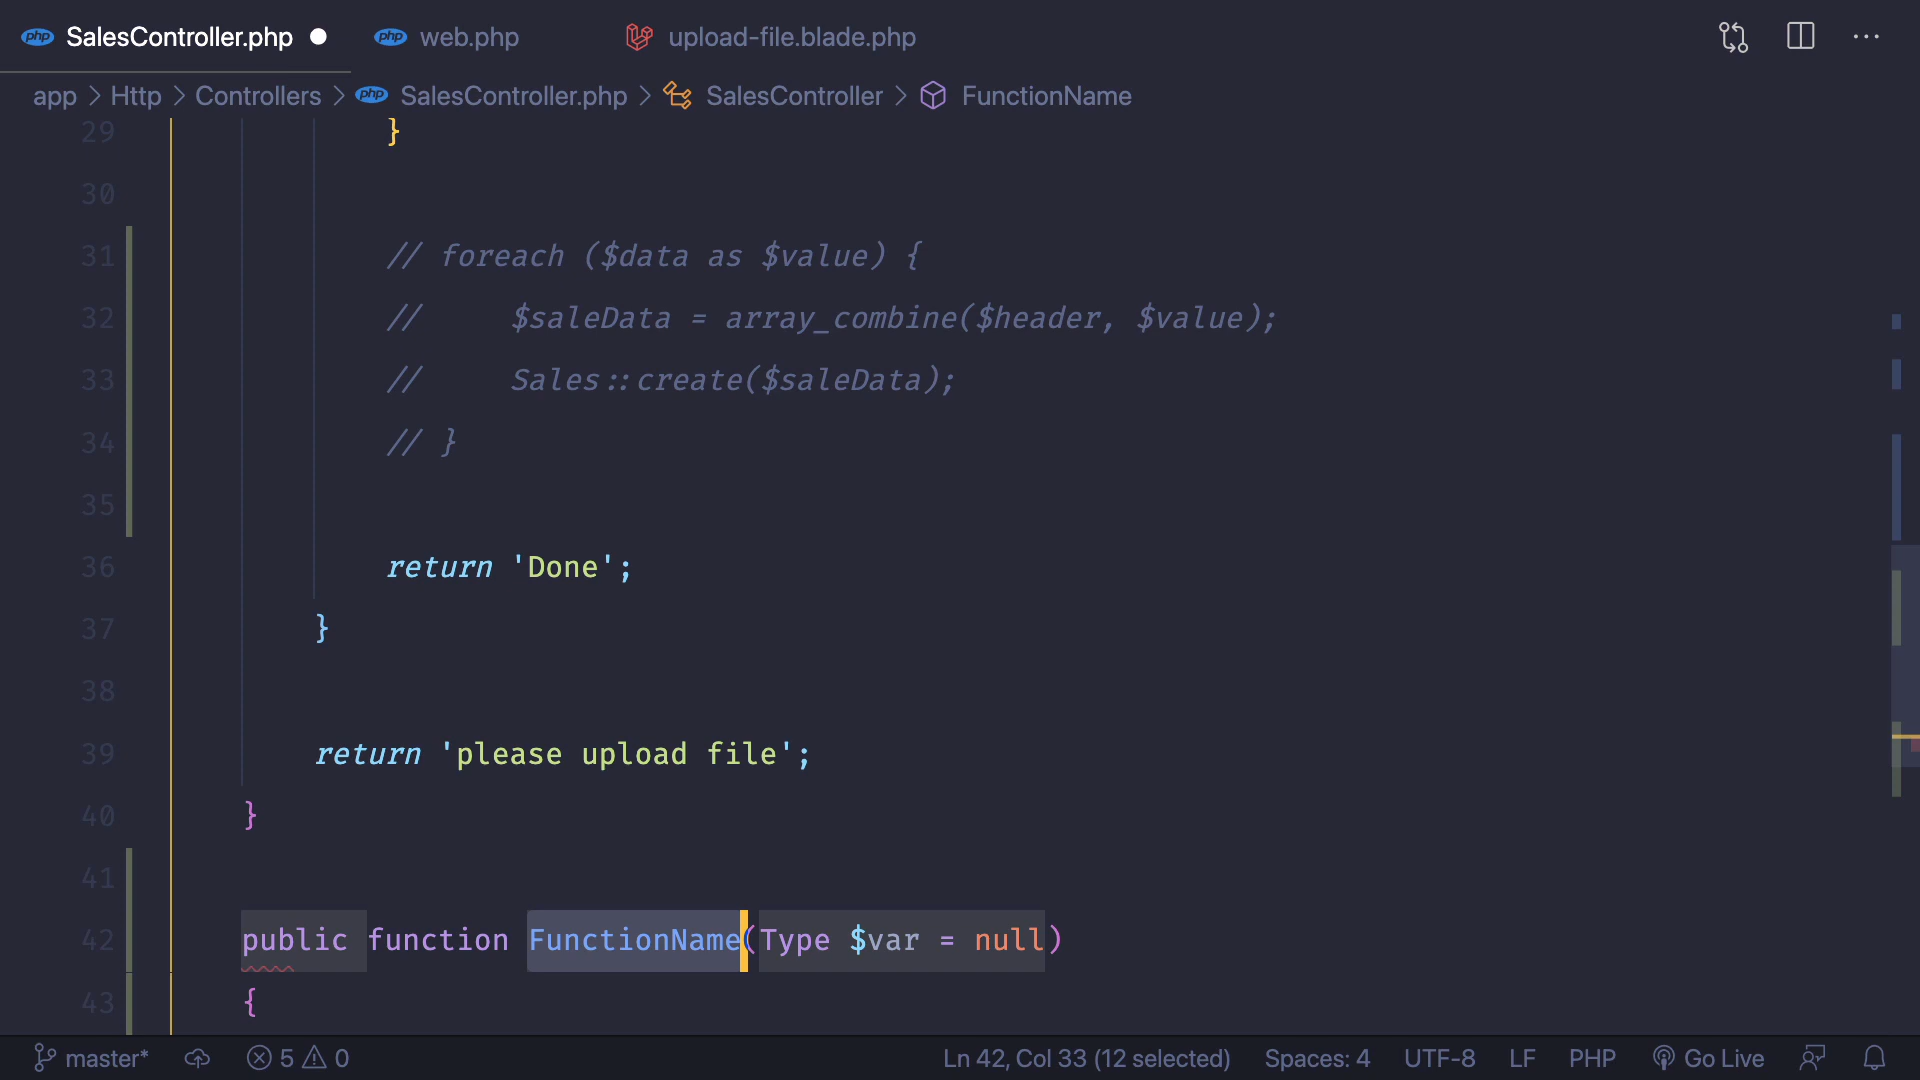 php SalesController.php php web.php upload-file.blade.php
app > Http > Controllers > php SalesController.php > SalesController > FunctionName
29 }
30
31 // foreach ($data as $value) {
32 //     $saleData = array_combine($header, $value);
33 //     Sales::create($saleData);
34 // }
35
36 return 'Done';
37 }
38
39 return 'please upload file';
40 }
41
42 public function FunctionName(Type $var = null)
43 {
master* 5 0 Ln 42, Col 33 (12 selected) Spaces: 4 UTF-8 LF PHP Go Live